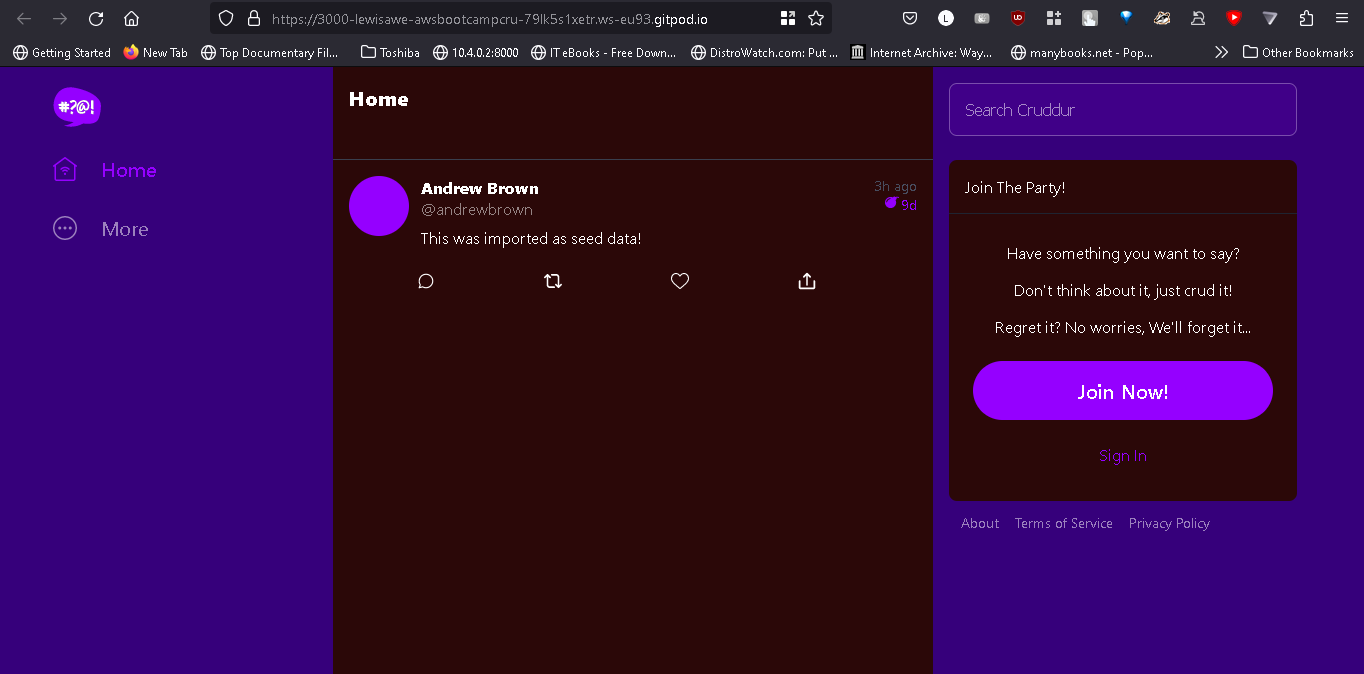 https://3000-lewisawe-awsbootcampcru-79lk5s1xetr.ws-eu93.gitpod.io
L
UD
Getting Started
New Tab
Top Documentary Fil...
Toshiba
10.4.0.2:8000
IT eBooks - Free Down...
DistroWatch.com: Put ...
Internet Archive: Way...
manybooks.net - Pop...
Other Bookmarks
#?@!
Home
More
Home
Andrew Brown
3h ago
@andrewbrown
9d
This was imported as seed data!
Search Cruddur
Join The Party!
Have something you want to say?
Don't think about it, just crud it!
Regret it? No worries, We'll forget it...
Join Now!
Sign In
About
Terms of Service
Privacy Policy